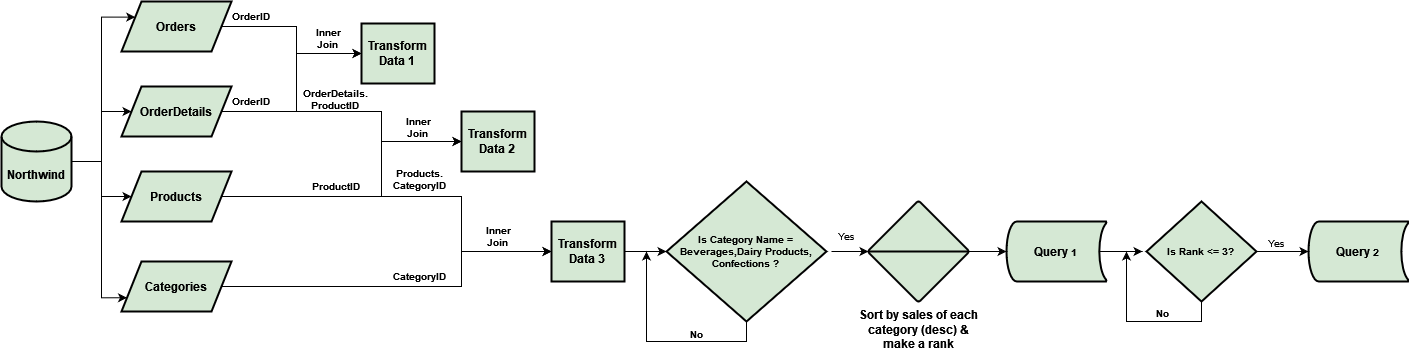 Orders
OrderID
Inner
Join
Transform
Data 1
OrderDetails
OrderID
OrderDetails.
ProductID
Inner
Join
Transform
Data 2
Northwind
Products
ProductID
Products.
CategoryID
Inner
Join
Transform
Data 3
Categories
CategoryID
Is Category Name =
Beverages,Dairy Products,
Confections ?
No
Yes
Sort by sales of each
category (desc) &
make a rank
Query 1
Is Rank <= 3?
No
Yes
Query 2